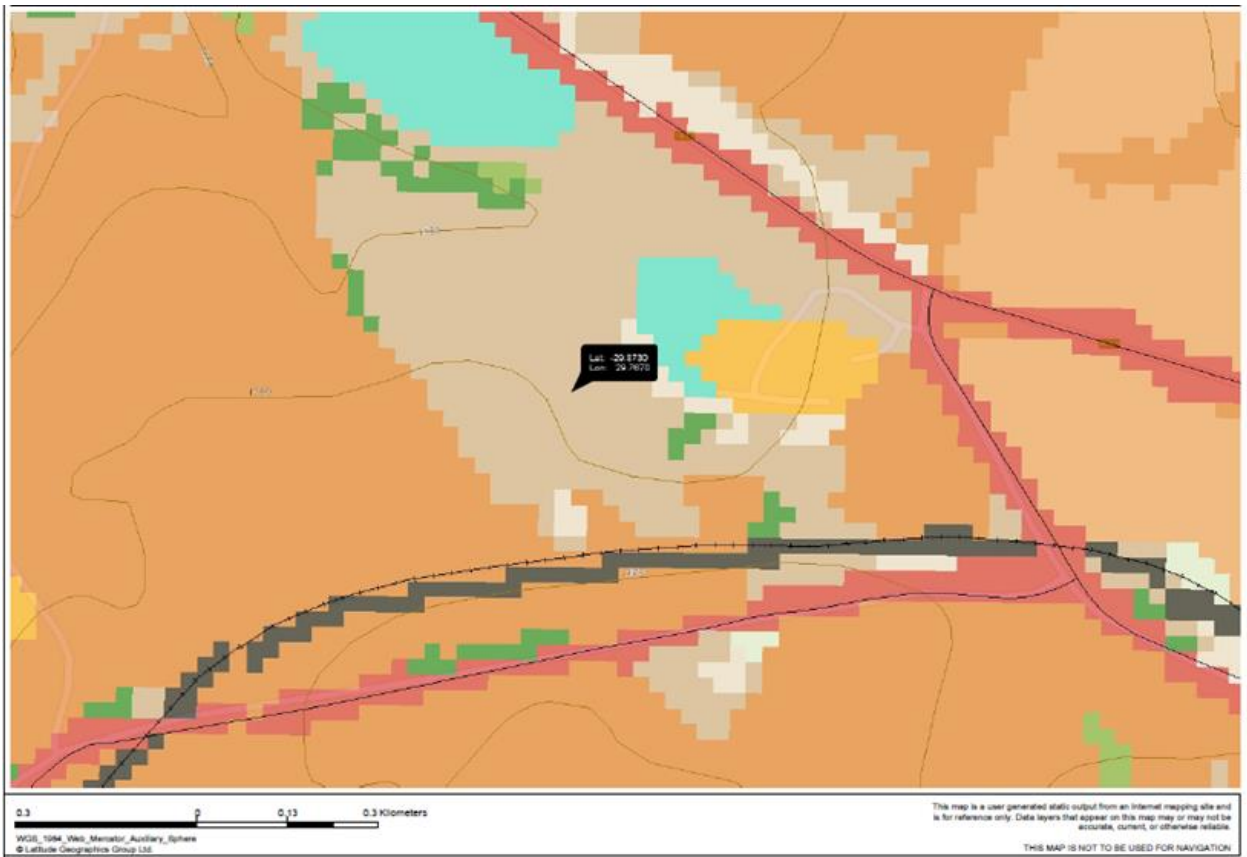 Lat: -29.8730
Lon: 29.7670
0.3 0 0.13 0.3 Kilometers
WGS_1984_Web_Mercator_Auxiliary_Sphere
© Latitude Geographics Group Ltd.
This map is a user generated static output from an Internet mapping site and
is for reference only. Data layers that appear on this map may or may not be
accurate, current, or otherwise reliable.
THIS MAP IS NOT TO BE USED FOR NAVIGATION